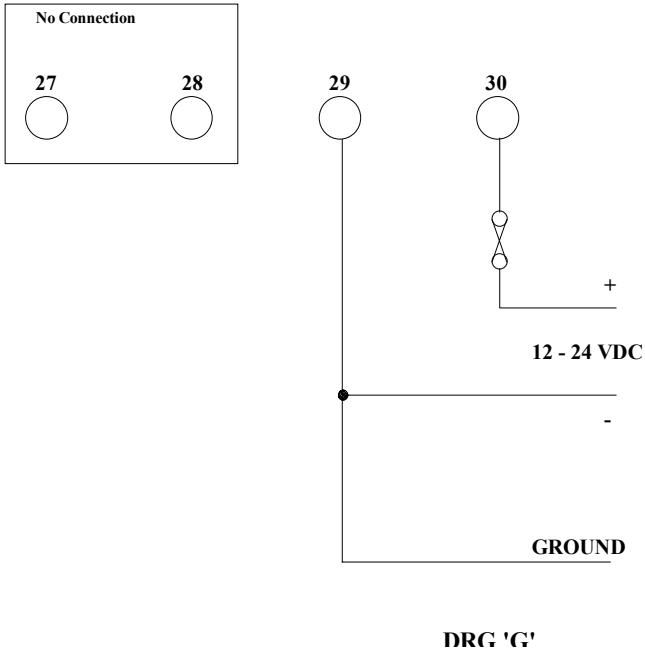 No Connection
27 28 29 30
+
12 - 24 VDC
-
GROUND
DRG 'G'